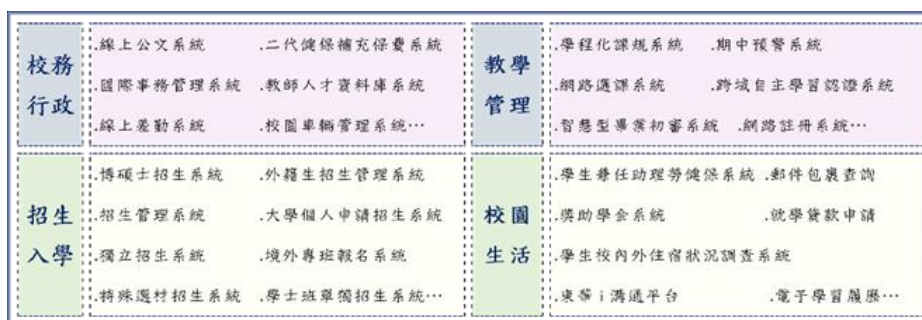 校務
行政
.線上公文系統 .二代健保補充保費系統
.國際事務管理系統 .教師人才資料庫系統
.線上差勤系統 .校園車輛管理系統…
教學
管理
.學程化課規系統 .期中預警系統
.網路選課系統 .跨域自主學習認證系統
.智慧型畢業初審系統 .網路註冊系統…
招生
入學
.博碩士招生系統 .外籍生招生管理系統
.招生管理系統 .大學個人申請招生系統
.獨立招生系統 .境外專班報名系統
.特殊選材招生系統 .學士班單獨招生系統…
校園
生活
.學生兼任助理勞健保系統 .郵件包裹查詢
.獎助學金系統 .就學貸款申請
.學生校內外住宿狀況調查系統
.東華i溝通平台 .電子學習履歷…